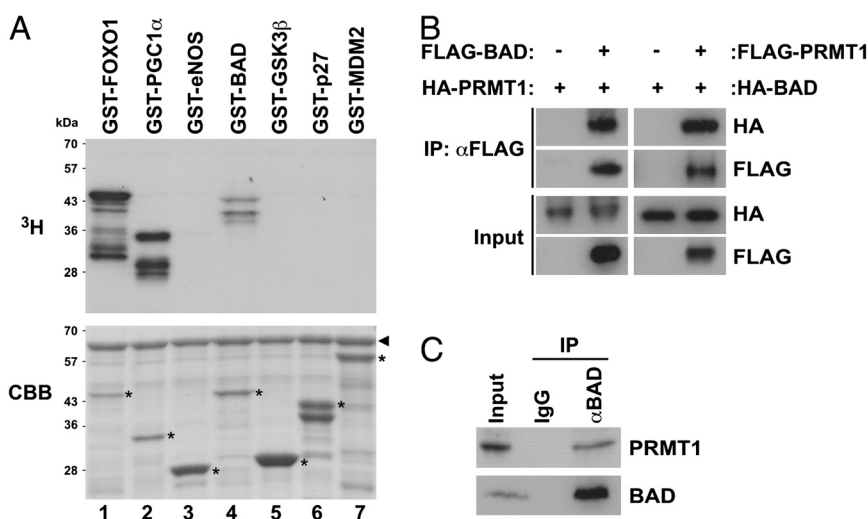 A
GST-FOXO1
GST-PGC1α
GST-eNOS
GST-BAD
GST-GSK3β
GST-p27
GST-MDM2
kDa
70
57
43
36
28
³H
70
57
43
36
28
CBB
*
*
*
*
*
*
*
1 2 3 4 5 6 7
B
FLAG-BAD: - + - + :FLAG-PRMT1
HA-PRMT1: + + + + :HA-BAD
IP: αFLAG
HA
FLAG
Input
HA
FLAG
C
IP
Input
IgG
αBAD
PRMT1
BAD